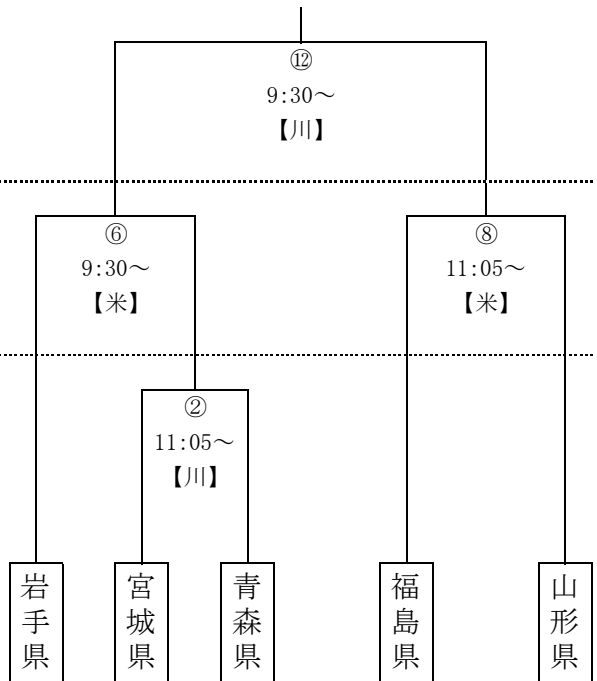 ⑫
9:30～
【川】
⑥
9:30～
【米】
⑧
11:05～
【米】
②
11:05～
【川】
岩手県
宮城県
青森県
福島県
山形県